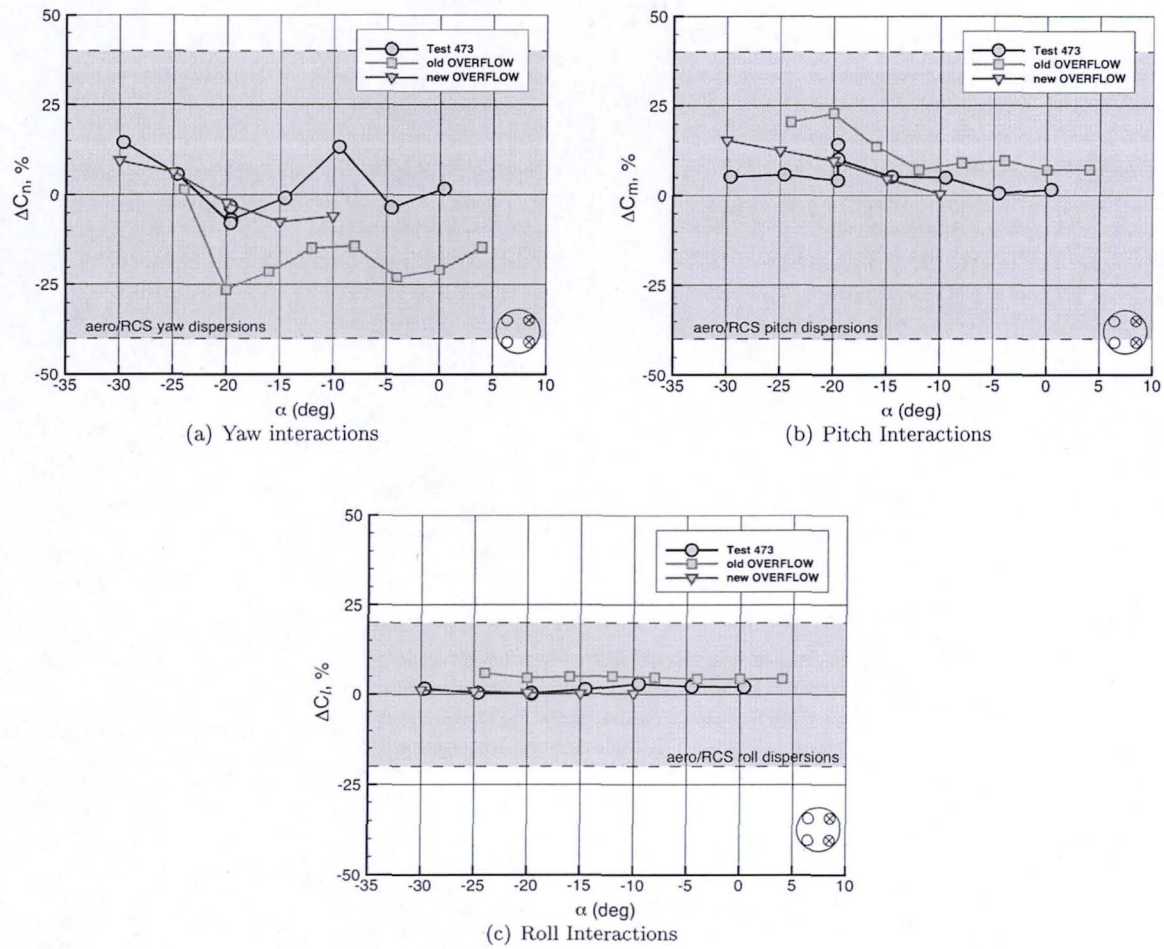 50
25
0
-25
-50
ΔCn, %
Test 473
old OVERFLOW
new OVERFLOW
aero/RCS yaw dispersions
-35 -30 -25 -20 -15 -10 -5 0 5 10
α (deg)
(a) Yaw interactions
50
25
0
-25
-50
ΔCm, %
Test 473
old OVERFLOW
new OVERFLOW
aero/RCS pitch dispersions
-35 -30 -25 -20 -15 -10 -5 0 5 10
α (deg)
(b) Pitch Interactions
50
25
0
-25
-50
ΔCl, %
Test 473
old OVERFLOW
new OVERFLOW
aero/RCS roll dispersions
-35 -30 -25 -20 -15 -10 -5 0 5 10
α (deg)
(c) Roll Interactions